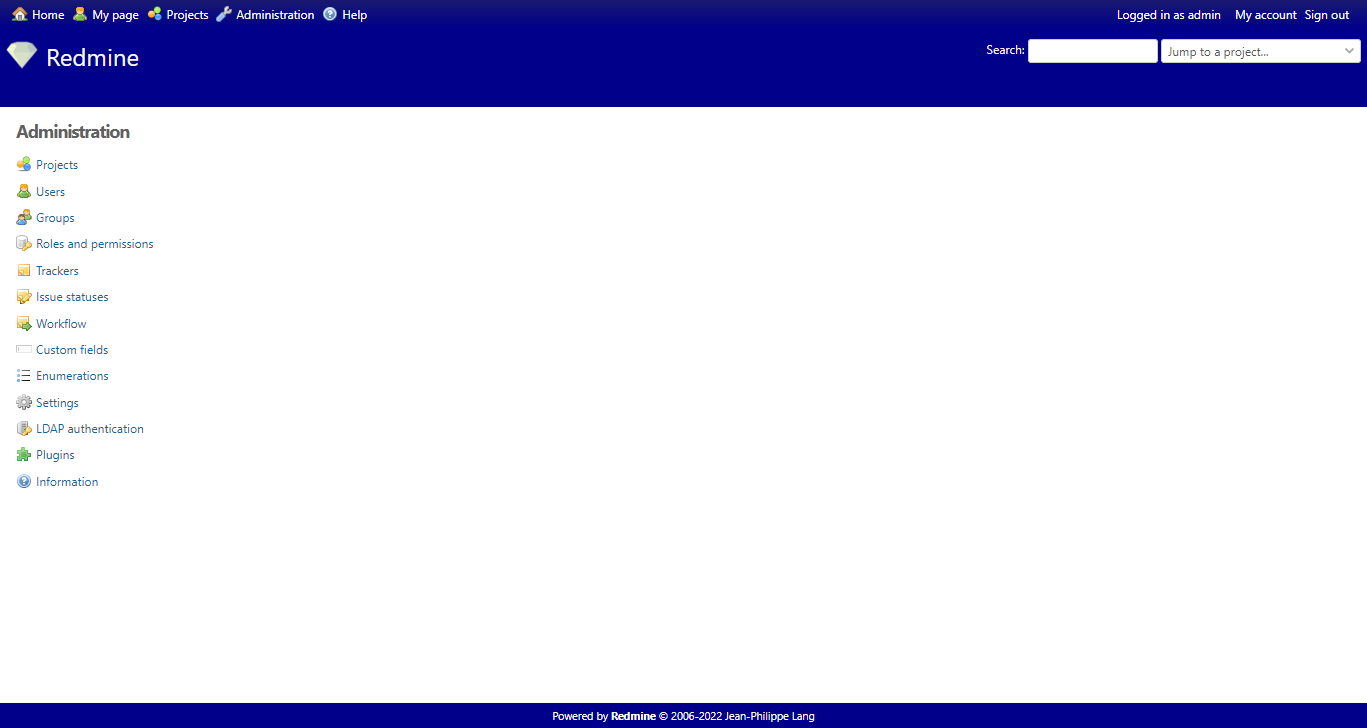 Home My page Projects Administration Help Logged in as admin My account Sign out
Redmine Search: Jump to a project...
Administration
Projects
Users
Groups
Roles and permissions
Trackers
Issue statuses
Workflow
Custom fields
Enumerations
Settings
LDAP authentication
Plugins
Information
Powered by Redmine © 2006-2022 Jean-Philippe Lang